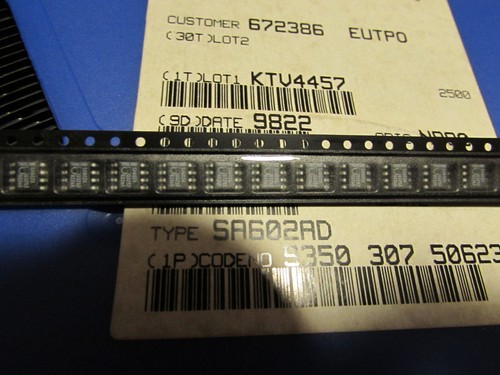 CUSTOMER 672386 EUTPO
(30T)LOT2
(1T)LOT1 KTV4457
2500
(9D)DATE 9822
TYPE SA602AD
(1P)CODENO 9350 307 50623